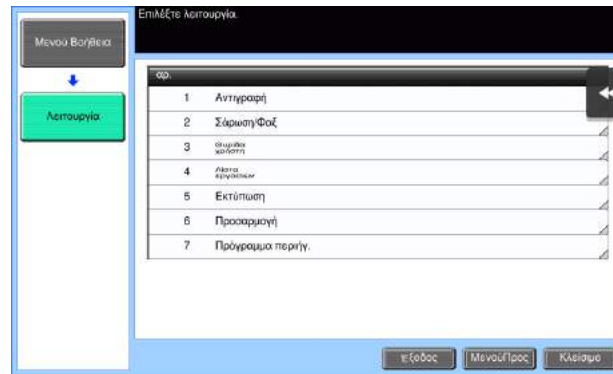 Επιλέξτε λειτουργία.
Μενού Βοήθεια
Λειτουργία
αρ.
1 Αντιγραφή
2 Σάρωση/Φαξ
3 Θυρίδα
χρήστη
4 Λίστα
εργασιών
5 Εκτύπωση
6 Προσαρμογή
7 Πρόγραμμα περιήγ.
Έξοδος ΜενούΠρος Κλείσιμο